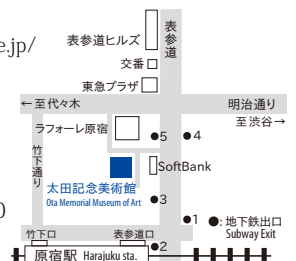 e.jp/
表参道
表参道ヒルズ
交番
東急プラザ
←至代々木
明治通り
至渋谷→
ラフォーレ原宿
●5
●4
竹下通り
SoftBank
太田記念美術館
Ota Memorial Museum of Art
●3
0
●1
●:地下鉄出口
Subway Exit
竹下口
表参道口
●2
原宿駅 Harajuku sta.